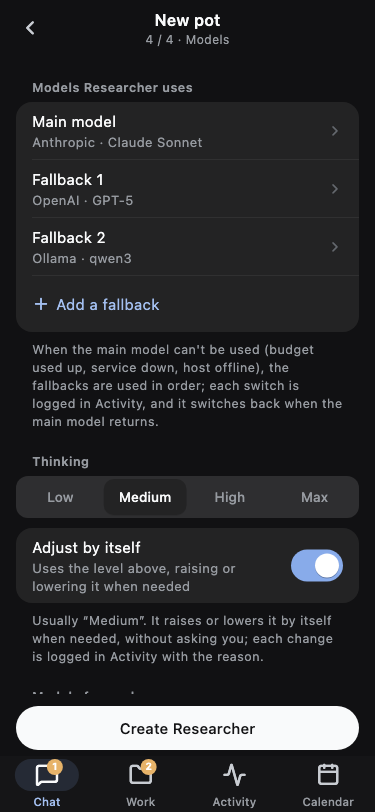 New pot
4 / 4 · Models
Models Researcher uses
Main model
Anthropic · Claude Sonnet
Fallback 1
OpenAI · GPT-5
Fallback 2
Ollama · qwen3
+ Add a fallback
When the main model can't be used (budget
used up, service down, host offline), the
fallbacks are used in order; each switch is
logged in Activity, and it switches back when the
main model returns.
Thinking
Low Medium High Max
Adjust by itself
Uses the level above, raising or
lowering it when needed
Usually "Medium". It raises or lowers it by itself
when needed, without asking you; each change
is logged in Activity with the reason.
Create Researcher
1 2
Chat Work Activity Calendar